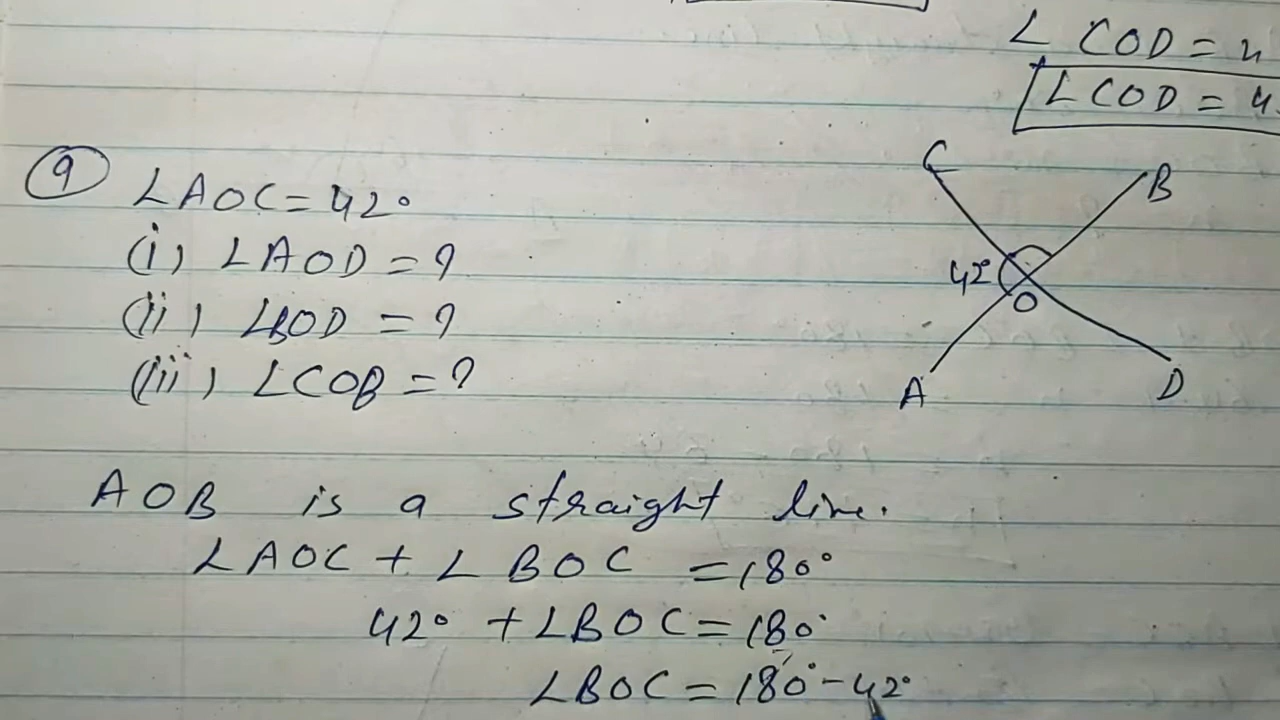 ∠COD = 4
∠COD = 4
9
∠AOC = 42°
(i) ∠AOD = ?
(ii) ∠BOD = ?
(iii) ∠COB = ?
C
B
42°
O
A
D
AOB is a straight line.
∠AOC + ∠BOC = 180°
42° + ∠BOC = 180°
∠BOC = 180° - 42°